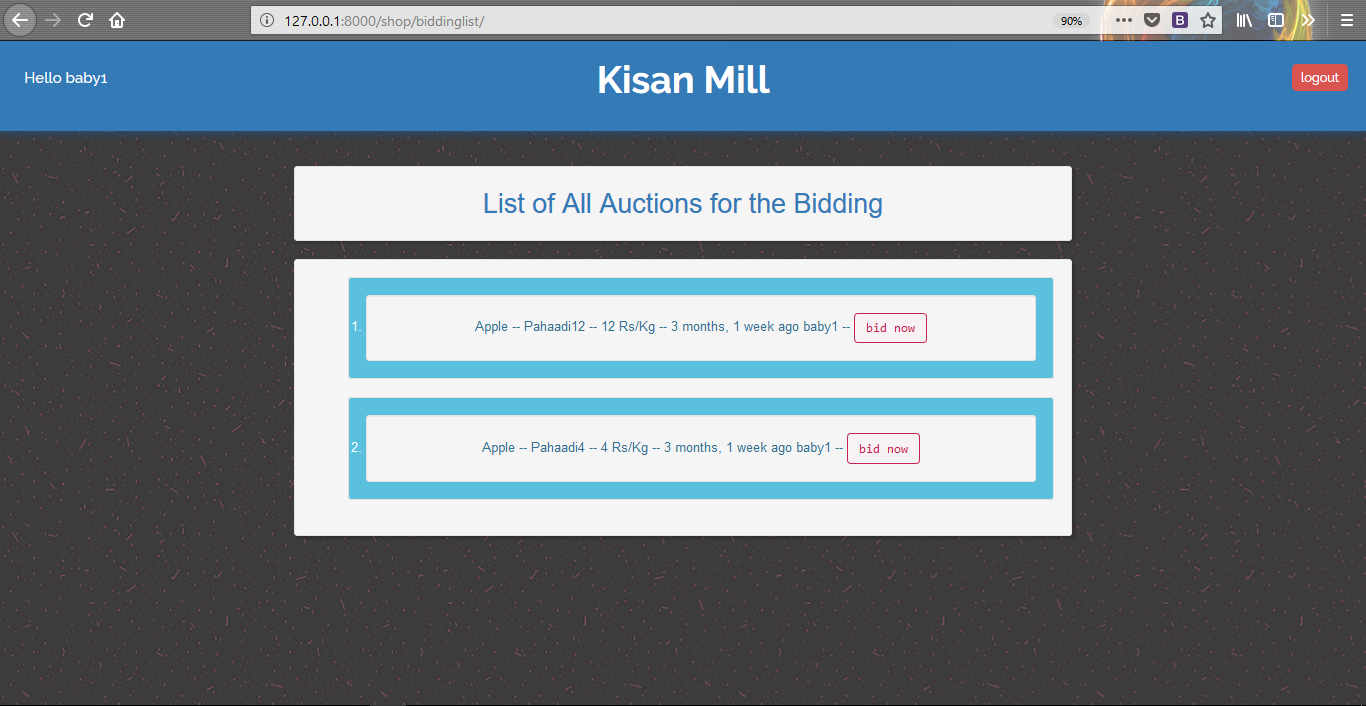 127.0.0.1:8000/shop/biddinglist/
90%
B
Hello baby1
Kisan Mill
logout
List of All Auctions for the Bidding
1. Apple -- Pahaadi12 -- 12 Rs/Kg -- 3 months, 1 week ago baby1 -- bid now
2. Apple -- Pahaadi4 -- 4 Rs/Kg -- 3 months, 1 week ago baby1 -- bid now